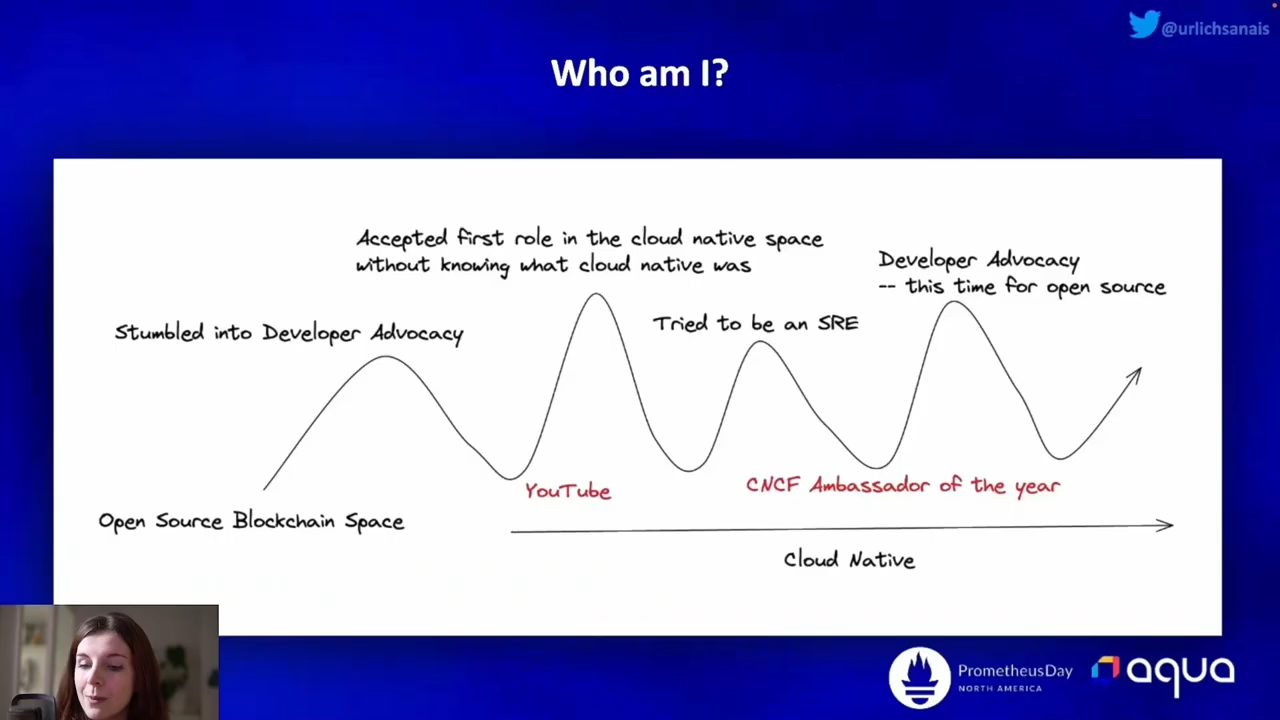 @urlichsanais
Who am I?
Accepted first role in the cloud native space
without knowing what cloud native was
Developer Advocacy
-- this time for open source
Stumbled into Developer Advocacy
Tried to be an SRE
YouTube
CNCF Ambassador of the year
Open Source Blockchain Space
Cloud Native
PrometheusDay
NORTH AMERICA
aqua